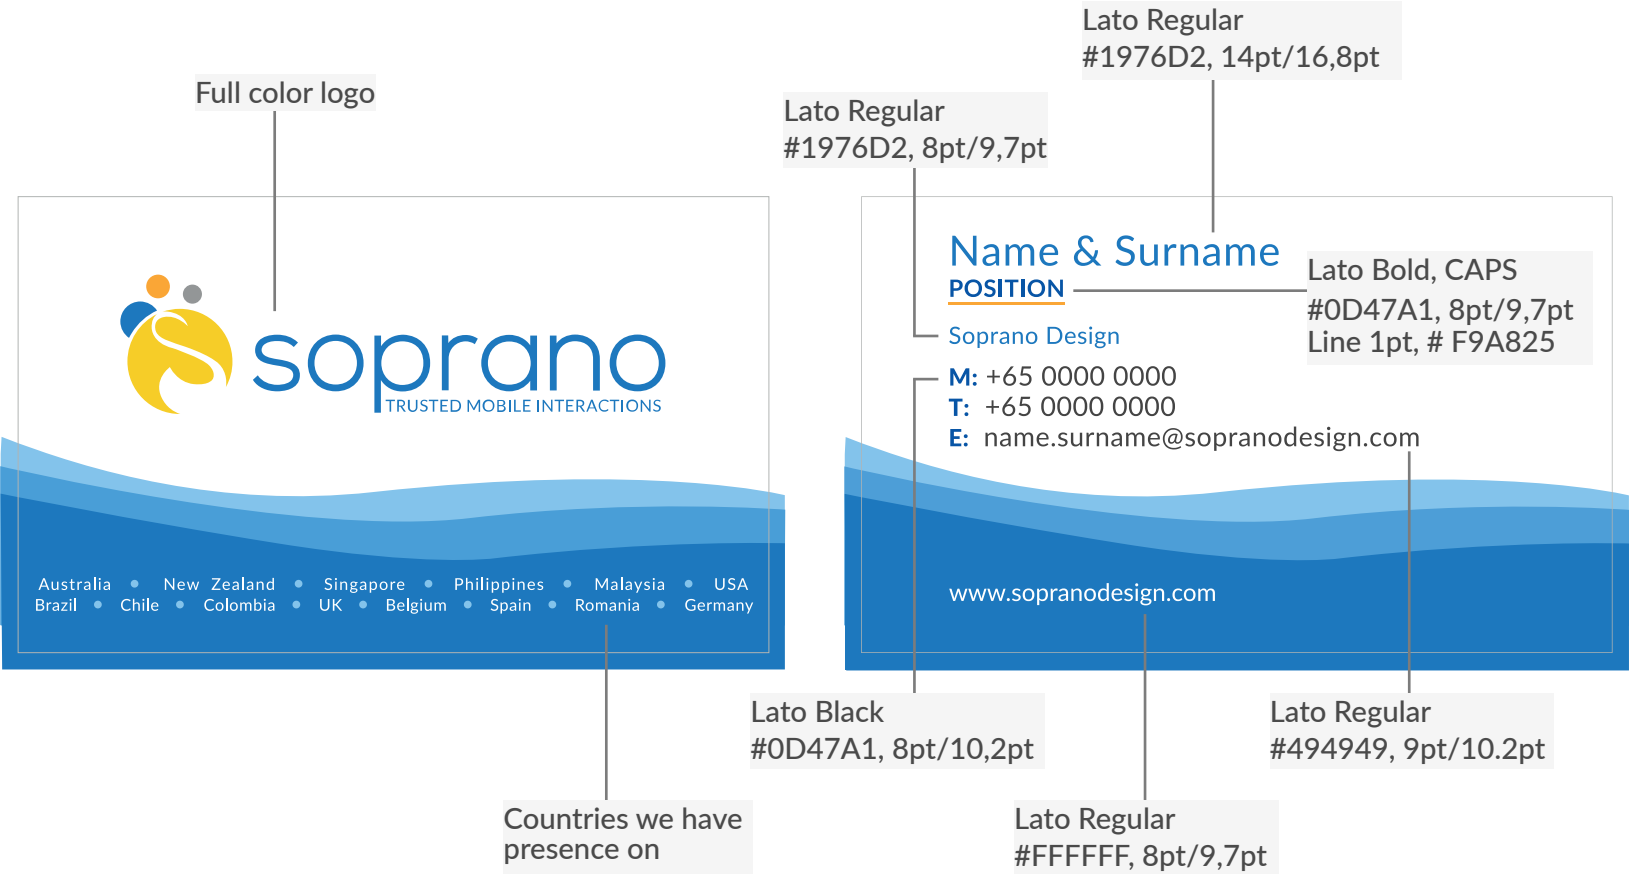 Lato Regular
#1976D2, 14pt/16,8pt
Full color logo
Lato Regular
#1976D2, 8pt/9,7pt
soprano
TRUSTED MOBILE INTERACTIONS
Australia • New Zealand • Singapore • Philippines • Malaysia • USA
Brazil • Chile • Colombia • UK • Belgium • Spain • Romania • Germany
Name & Surname
POSITION
Lato Bold, CAPS
#0D47A1, 8pt/9,7pt
Line 1pt, # F9A825
Soprano Design
M: +65 0000 0000
T: +65 0000 0000
E: name.surname@sopranodesign.com
www.sopranodesign.com
Lato Black
#0D47A1, 8pt/10,2pt
Lato Regular
#494949, 9pt/10.2pt
Countries we have
presence on
Lato Regular
#FFFFFF, 8pt/9,7pt